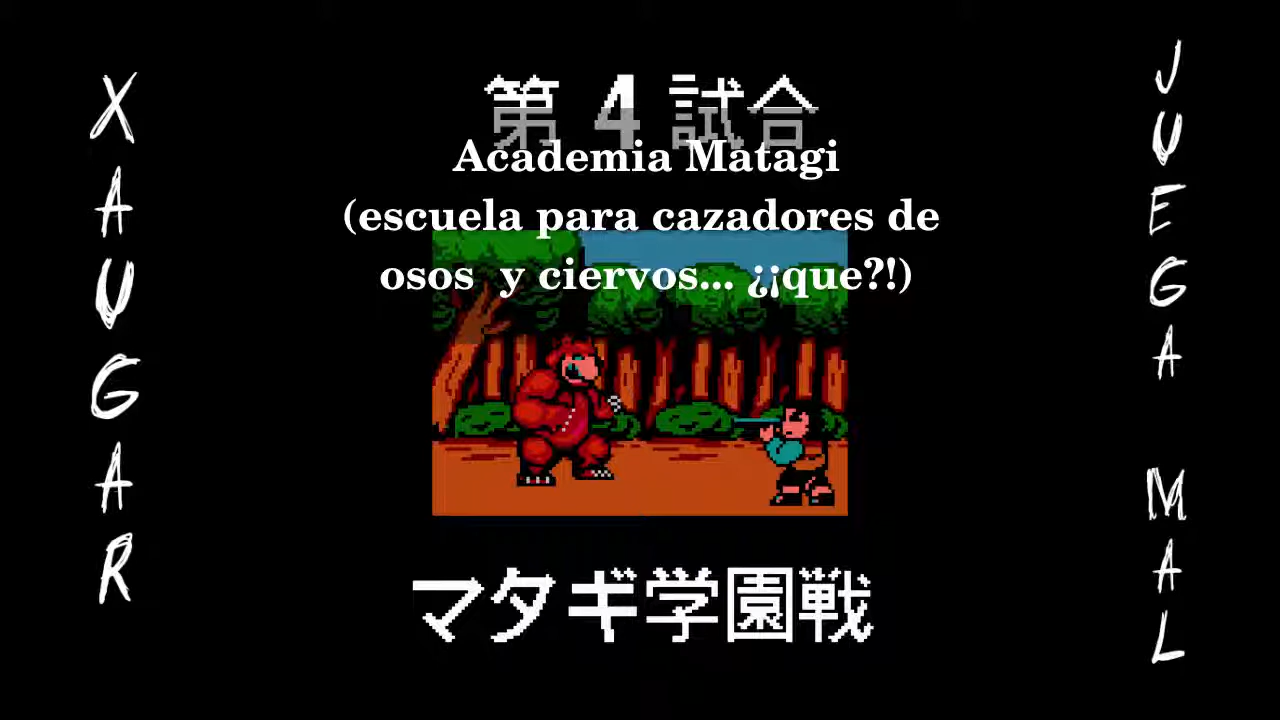 XAUGAR
第4試合
Academia Matagi
(escuela para cazadores de
osos y ciervos... ¿¡que?!)
マタギ学園戦
JUEGA MAL